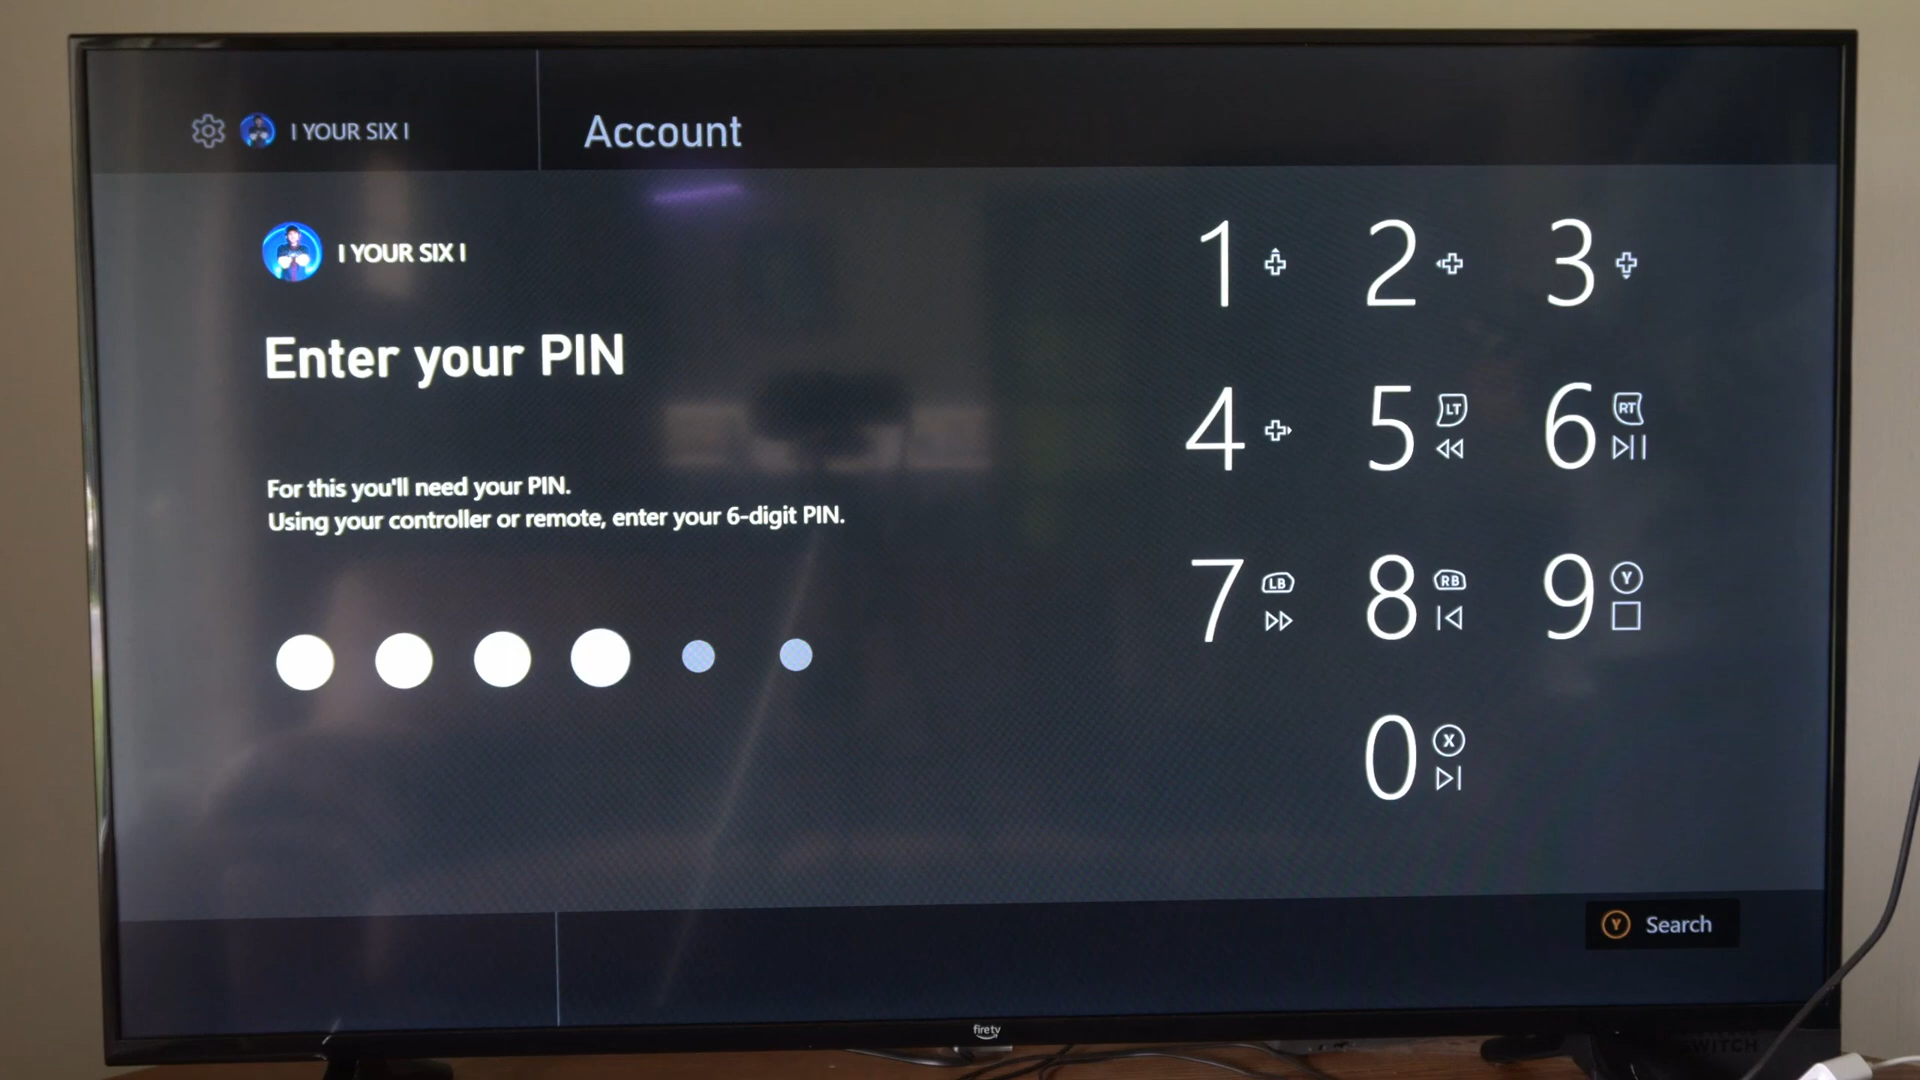 I YOUR SIX I
Account
I YOUR SIX I
Enter your PIN
For this you'll need your PIN.
Using your controller or remote, enter your 6-digit PIN.
1 2 3
4 5 LT 6 RT
7 LB 8 RB 9 Y
0 X
Y Search
firetv
SWITCH